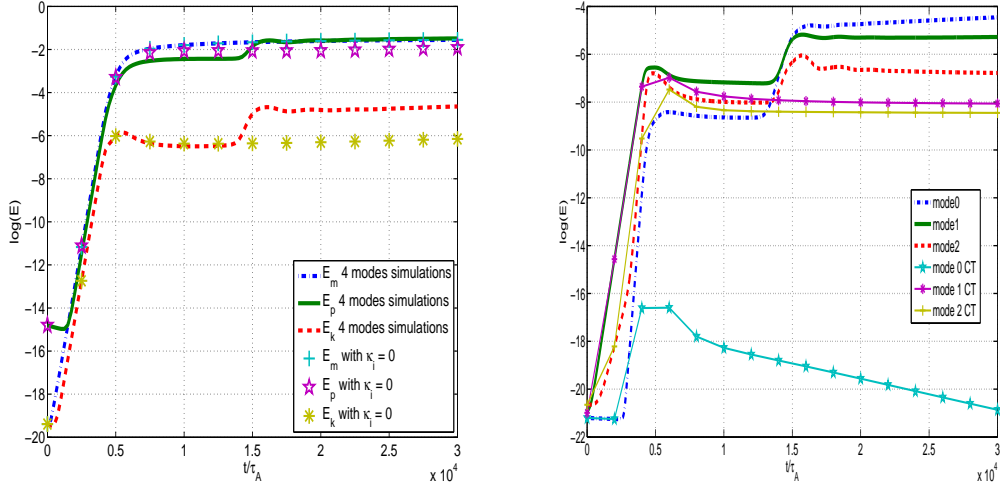 0
−2
−4
−6
−8
−10
−12
−14
−16
−18
−20
log(E)
0
0.5
1
1.5
2
2.5
3
x 10^4
t/τ_A
E_m 4 modes simulations
E_p 4 modes simulations
E_k 4 modes simulations
E_m with κ_i = 0
E_p with κ_i = 0
E_k with κ_i = 0
−4
−6
−8
−10
−12
−14
−16
−18
−20
−22
log(E)
0
0.5
1
1.5
2
2.5
3
x 10^4
t/τ_A
mode0
mode1
mode2
mode 0 CT
mode 1 CT
mode 2 CT